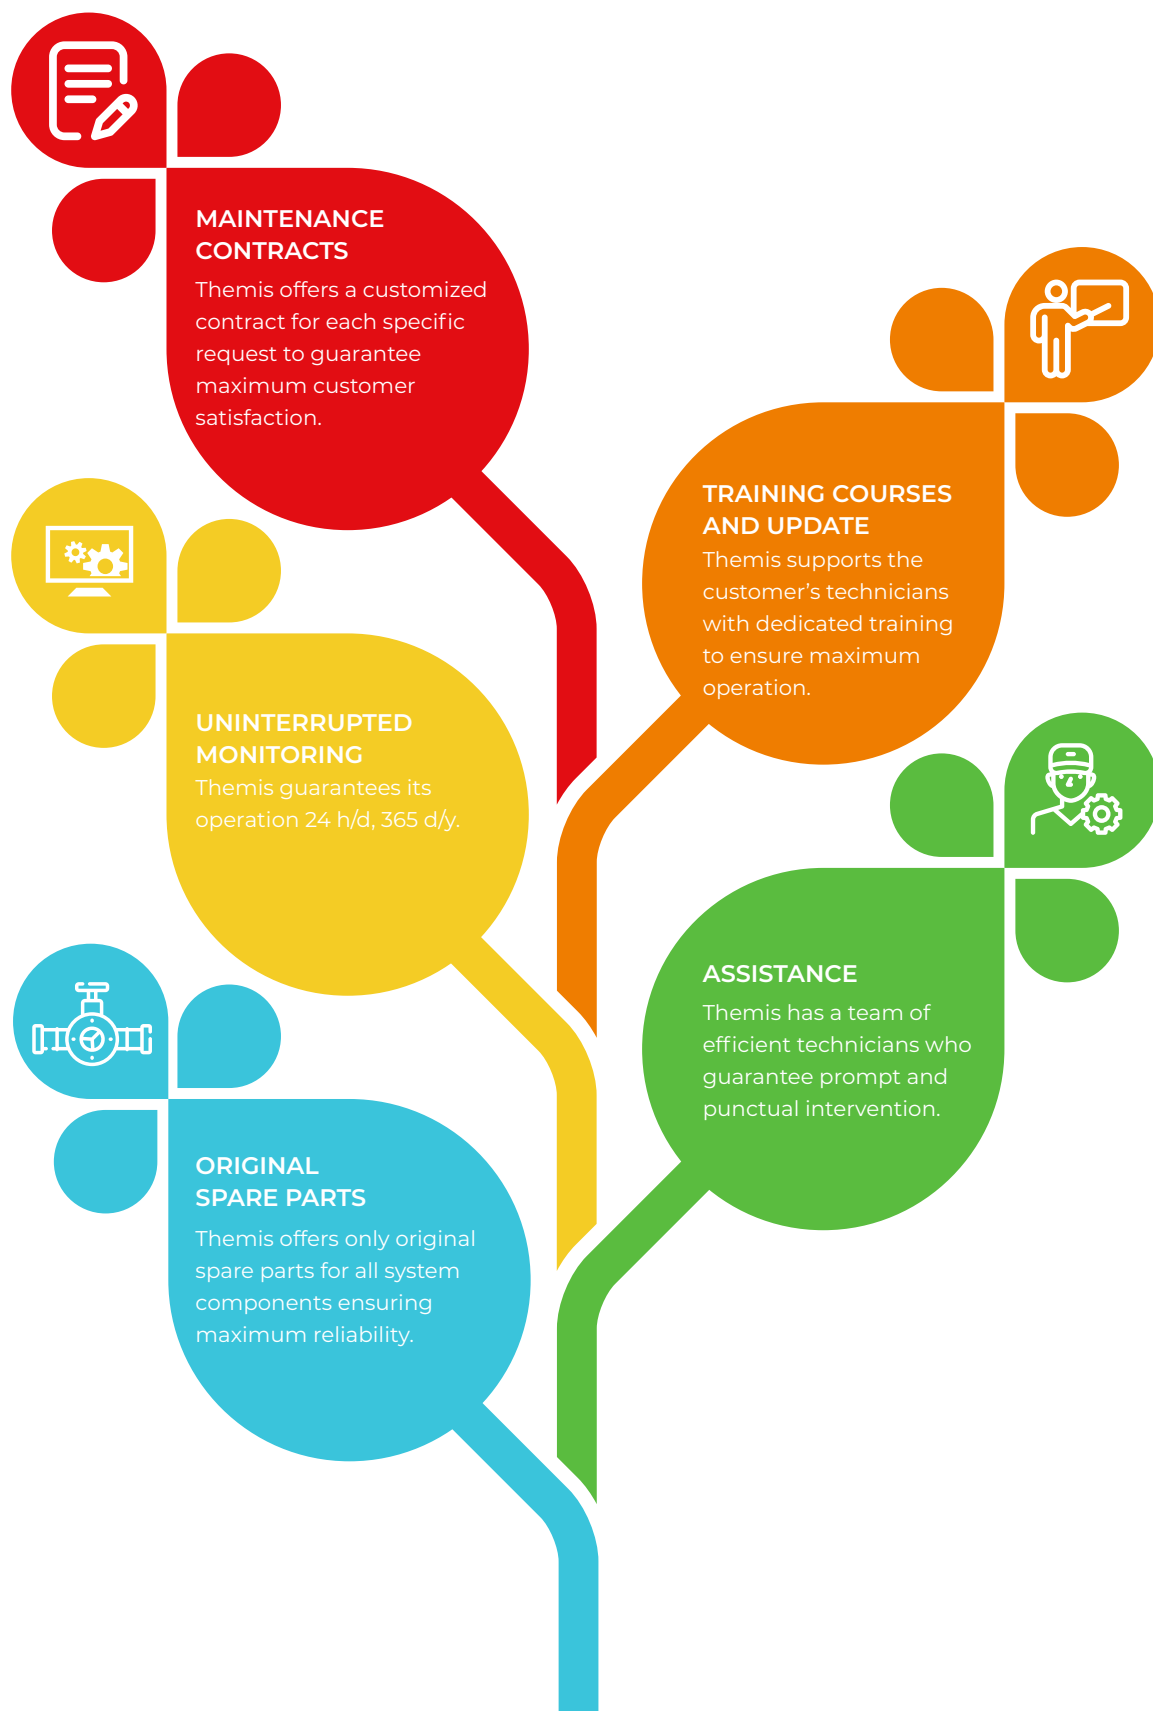 MAINTENANCE
CONTRACTS
Themis offers a customized
contract for each specific
request to guarantee
maximum customer
satisfaction.
TRAINING COURSES
AND UPDATE
Themis supports the
customer’s technicians
with dedicated training
to ensure maximum
operation.
UNINTERRUPTED
MONITORING
Themis guarantees its
operation 24 h/d, 365 d/y.
ASSISTANCE
Themis has a team of
efficient technicians who
guarantee prompt and
punctual intervention.
ORIGINAL
SPARE PARTS
Themis offers only original
spare parts for all system
components ensuring
maximum reliability.